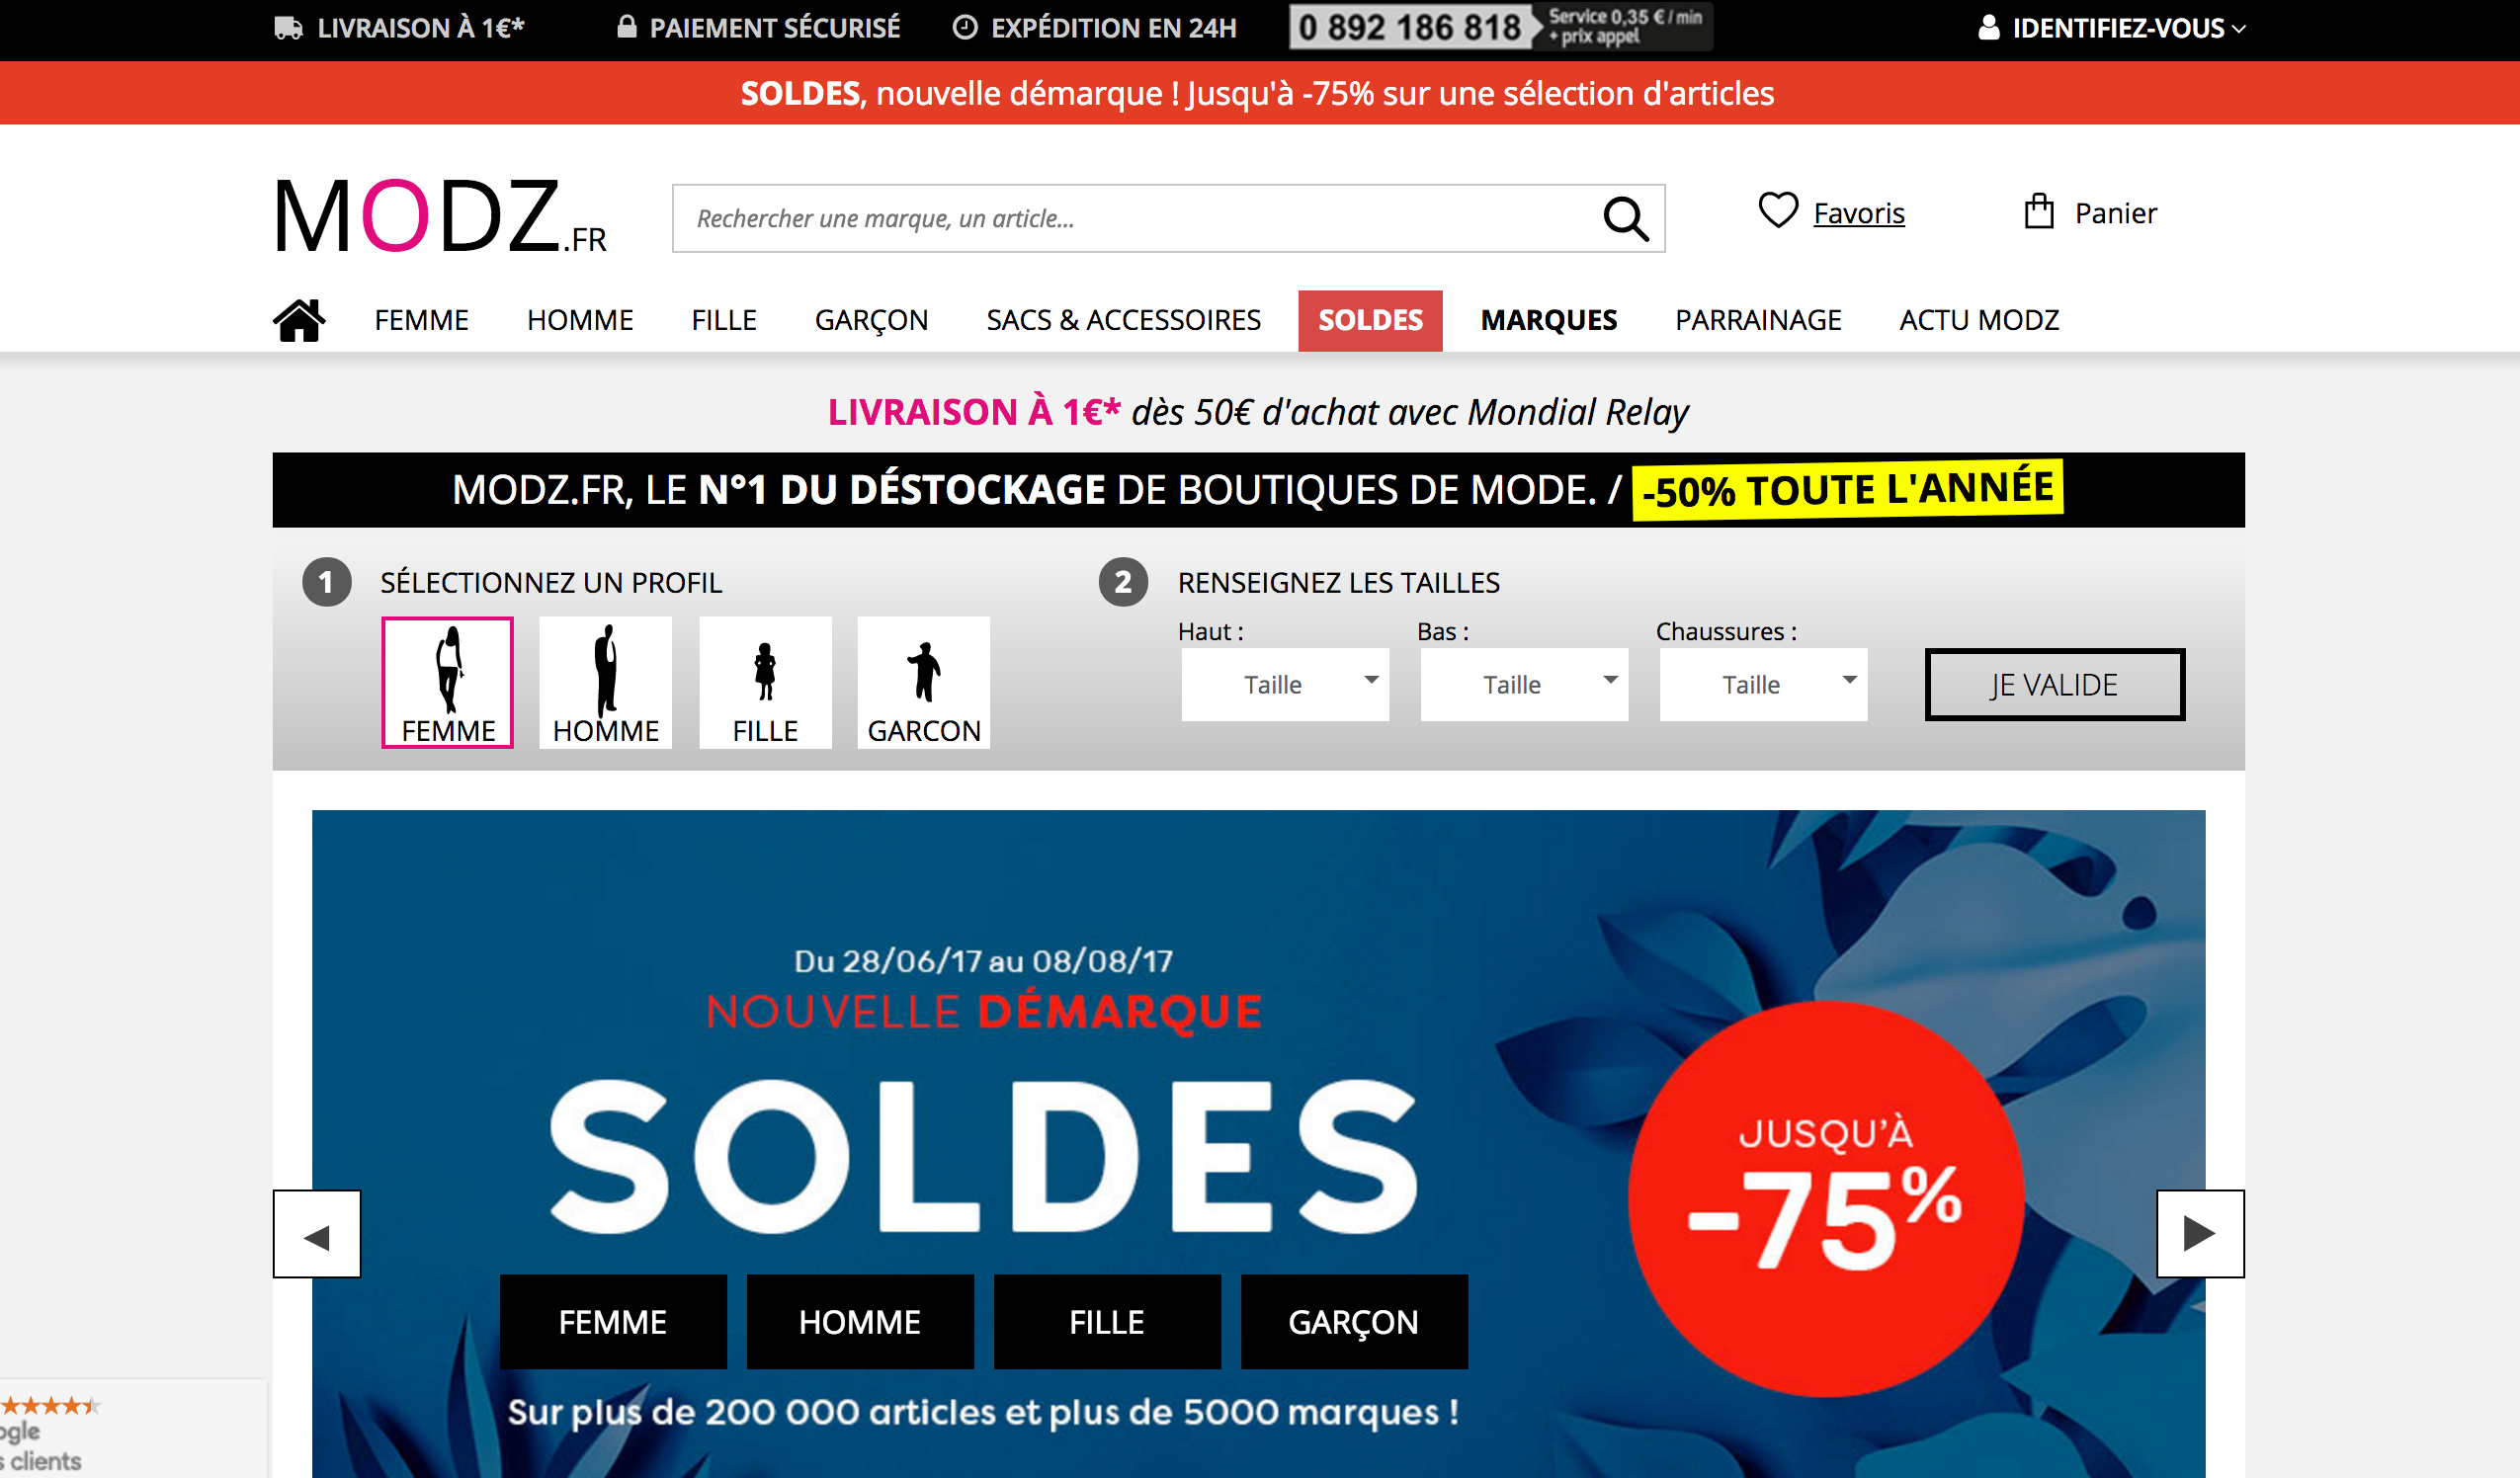 LIVRAISON À 1€* PAIEMENT SÉCURISÉ EXPÉDITION EN 24H 0 892 186 818 Service 0,35 € / min
+ prix appel
IDENTIFIEZ-VOUS
SOLDES, nouvelle démarque ! Jusqu'à -75% sur une sélection d'articles
MODZ.FR
Rechercher une marque, un article...
Favoris
Panier
FEMME HOMME FILLE GARÇON SACS & ACCESSOIRES SOLDES MARQUES PARRAINAGE ACTU MODZ
LIVRAISON À 1€* dès 50€ d'achat avec Mondial Relay
MODZ.FR, LE N°1 DU DÉSTOCKAGE DE BOUTIQUES DE MODE. / -50% TOUTE L'ANNÉE
1 SÉLECTIONNEZ UN PROFIL
FEMME HOMME FILLE GARCON
2 RENSEIGNEZ LES TAILLES
Haut : Bas : Chaussures :
Taille Taille Taille JE VALIDE
Du 28/06/17 au 08/08/17
NOUVELLE DÉMARQUE
SOLDES
JUSQU'À
-75%
FEMME HOMME FILLE GARÇON
Sur plus de 200 000 articles et plus de 5000 marques !
ogle
s clients